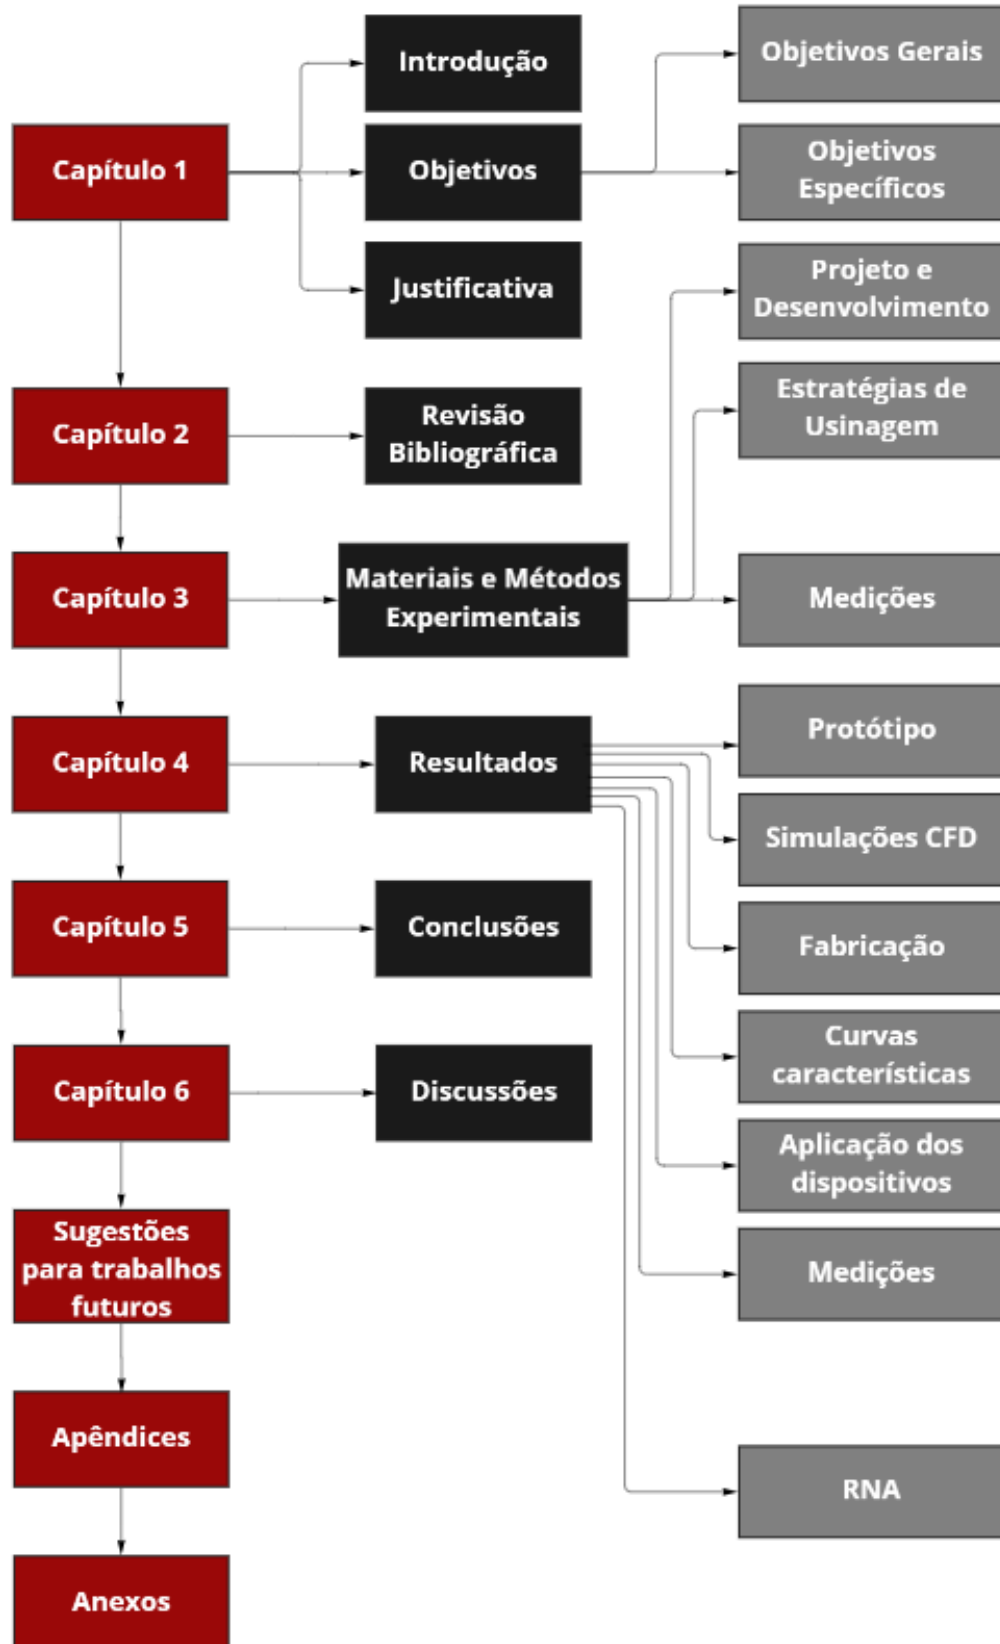 Capítulo 1
Introdução
Objetivos
Justificativa
Objetivos Gerais
Objetivos
Específicos
Capítulo 2
Revisão
Bibliográfica
Capítulo 3
Materiais e Métodos
Experimentais
Projeto e
Desenvolvimento
Estratégias de
Usinagem
Medições
Capítulo 4
Resultados
Protótipo
Simulações CFD
Fabricação
Curvas
características
Aplicação dos
dispositivos
Medições
RNA
Capítulo 5
Conclusões
Capítulo 6
Discussões
Sugestões
para trabalhos
futuros
Apêndices
Anexos